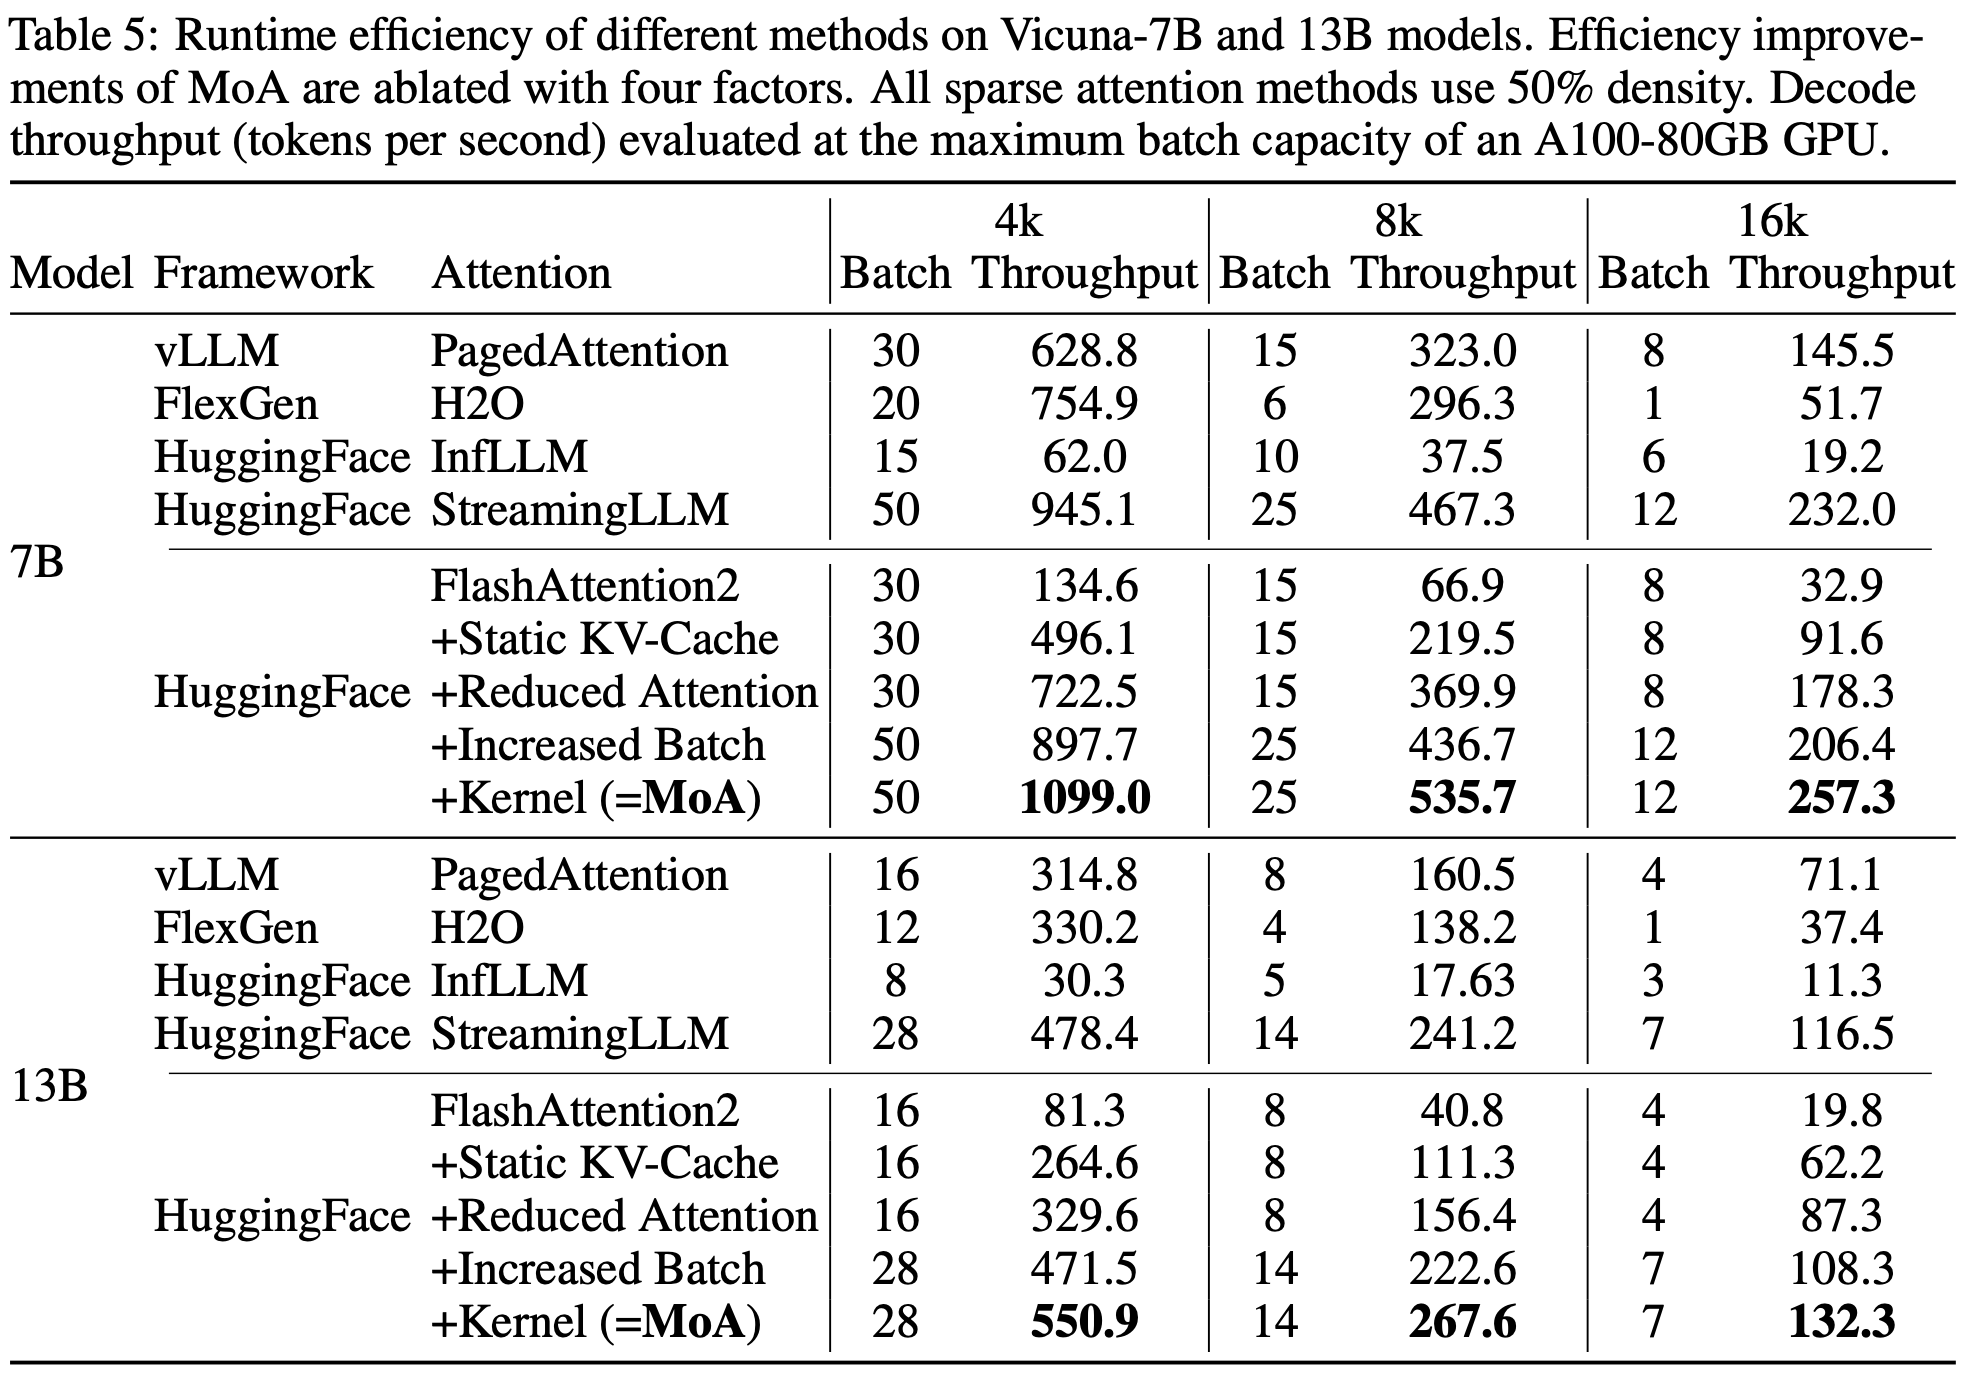 Table 5: Runtime efficiency of different methods on Vicuna-7B and 13B models. Efficiency improve-
ments of MoA are ablated with four factors. All sparse attention methods use 50% density. Decode
throughput (tokens per second) evaluated at the maximum batch capacity of an A100-80GB GPU.
4k 8k 16k
Model Framework Attention Batch Throughput Batch Throughput Batch Throughput
vLLM PagedAttention 30 628.8 15 323.0 8 145.5
FlexGen H2O 20 754.9 6 296.3 1 51.7
HuggingFace InfLLM 15 62.0 10 37.5 6 19.2
HuggingFace StreamingLLM 50 945.1 25 467.3 12 232.0
7B
FlashAttention2 30 134.6 15 66.9 8 32.9
+Static KV-Cache 30 496.1 15 219.5 8 91.6
HuggingFace +Reduced Attention 30 722.5 15 369.9 8 178.3
+Increased Batch 50 897.7 25 436.7 12 206.4
+Kernel (=MoA) 50 1099.0 25 535.7 12 257.3
vLLM PagedAttention 16 314.8 8 160.5 4 71.1
FlexGen H2O 12 330.2 4 138.2 1 37.4
HuggingFace InfLLM 8 30.3 5 17.63 3 11.3
HuggingFace StreamingLLM 28 478.4 14 241.2 7 116.5
13B
FlashAttention2 16 81.3 8 40.8 4 19.8
+Static KV-Cache 16 264.6 8 111.3 4 62.2
HuggingFace +Reduced Attention 16 329.6 8 156.4 4 87.3
+Increased Batch 28 471.5 14 222.6 7 108.3
+Kernel (=MoA) 28 550.9 14 267.6 7 132.3